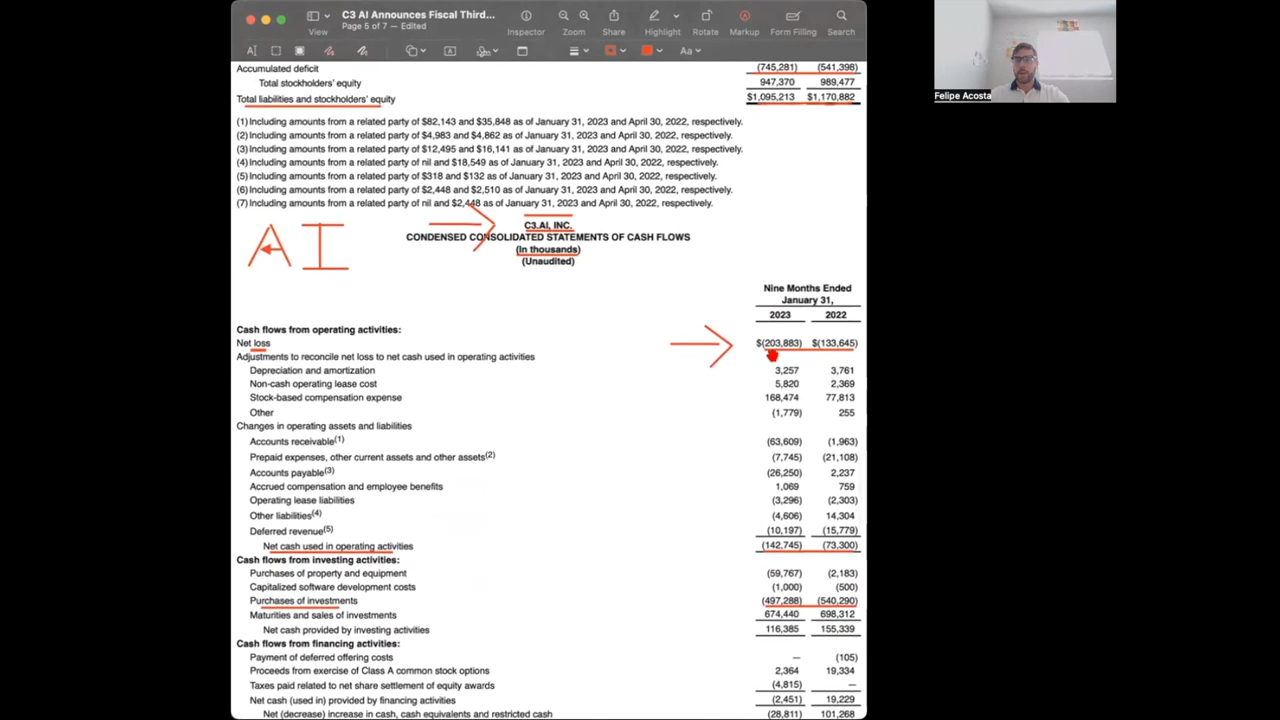 C3 AI Announces Fiscal Third...
Page 5 of 7 — Edited
View
Inspector
Zoom
Share
Highlight
Rotate
Markup
Form Filling
Search
Aa
Felipe Acosta
Accumulated deficit (745,281) (541,398)
Total stockholders' equity 947,370 989,477
Total liabilities and stockholders' equity $1,095,213 $1,170,882
(1) Including amounts from a related party of $82,143 and $35,848 as of January 31, 2023 and April 30, 2022, respectively.
(2) Including amounts from a related party of $4,983 and $4,862 as of January 31, 2023 and April 30, 2022, respectively.
(3) Including amounts from a related party of $12,495 and $16,141 as of January 31, 2023 and April 30, 2022, respectively.
(4) Including amounts from a related party of nil and $18,549 as of January 31, 2023 and April 30, 2022, respectively.
(5) Including amounts from a related party of $318 and $132 as of January 31, 2023 and April 30, 2022, respectively.
(6) Including amounts from a related party of $2,448 and $2,510 as of January 31, 2023 and April 30, 2022, respectively.
(7) Including amounts from a related party of nil and $2,448 as of January 31, 2023 and April 30, 2022, respectively.
AI
C3.AI, INC.
CONDENSED CONSOLIDATED STATEMENTS OF CASH FLOWS
(In thousands)
(Unaudited)
Nine Months Ended
January 31,
2023 2022
Cash flows from operating activities:
Net loss $(203,883) $(133,645)
Adjustments to reconcile net loss to net cash used in operating activities
Depreciation and amortization 3,257 3,761
Non-cash operating lease cost 5,820 2,369
Stock-based compensation expense 168,474 77,813
Other (1,779) 255
Changes in operating assets and liabilities
Accounts receivable(1) (63,609) (1,963)
Prepaid expenses, other current assets and other assets(2) (7,745) (21,108)
Accounts payable(3) (26,250) 2,237
Accrued compensation and employee benefits 1,069 759
Operating lease liabilities (3,296) (2,303)
Other liabilities(4) (4,606) 14,304
Deferred revenue(5) (10,197) (15,779)
Net cash used in operating activities (142,745) (73,300)
Cash flows from investing activities:
Purchases of property and equipment (59,767) (2,183)
Capitalized software development costs (1,000) (500)
Purchases of investments (497,288) (540,290)
Maturities and sales of investments 674,440 698,312
Net cash provided by investing activities 116,385 155,339
Cash flows from financing activities:
Payment of deferred offering costs — (105)
Proceeds from exercise of Class A common stock options 2,364 19,334
Taxes paid related to net share settlement of equity awards (4,815) —
Net cash (used in) provided by financing activities (2,451) 19,229
Net (decrease) increase in cash, cash equivalents and restricted cash (28,811) 101,268